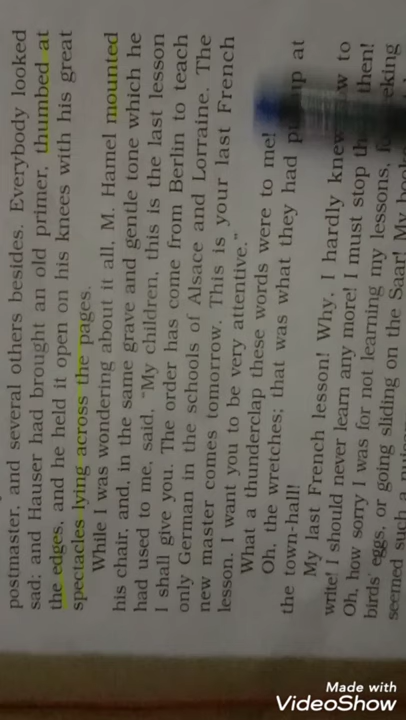 postmaster, and several others besides. Everybody looked
sad; and Hauser had brought an old primer, thumbed at
the edges, and he held it open on his knees with his great
spectacles lying across the pages.
While I was wondering about it all, M. Hamel mounted
his chair, and, in the same grave and gentle tone which he
had used to me, said, "My children, this is the last lesson
I shall give you. The order has come from Berlin to teach
only German in the schools of Alsace and Lorraine. The
new master comes tomorrow. This is your last French
lesson. I want you to be very attentive."
What a thunderclap these words were to me!
Oh, the wretches; that was what they had up at
the town-hall!
My last French lesson! Why, I hardly knew to
write! I should never learn any more! I must stop then!
Oh, how sorry I was for not learning my lessons,
birds' eggs, or going sliding on the Saar! My
seemed such a
Made with
VideoShow